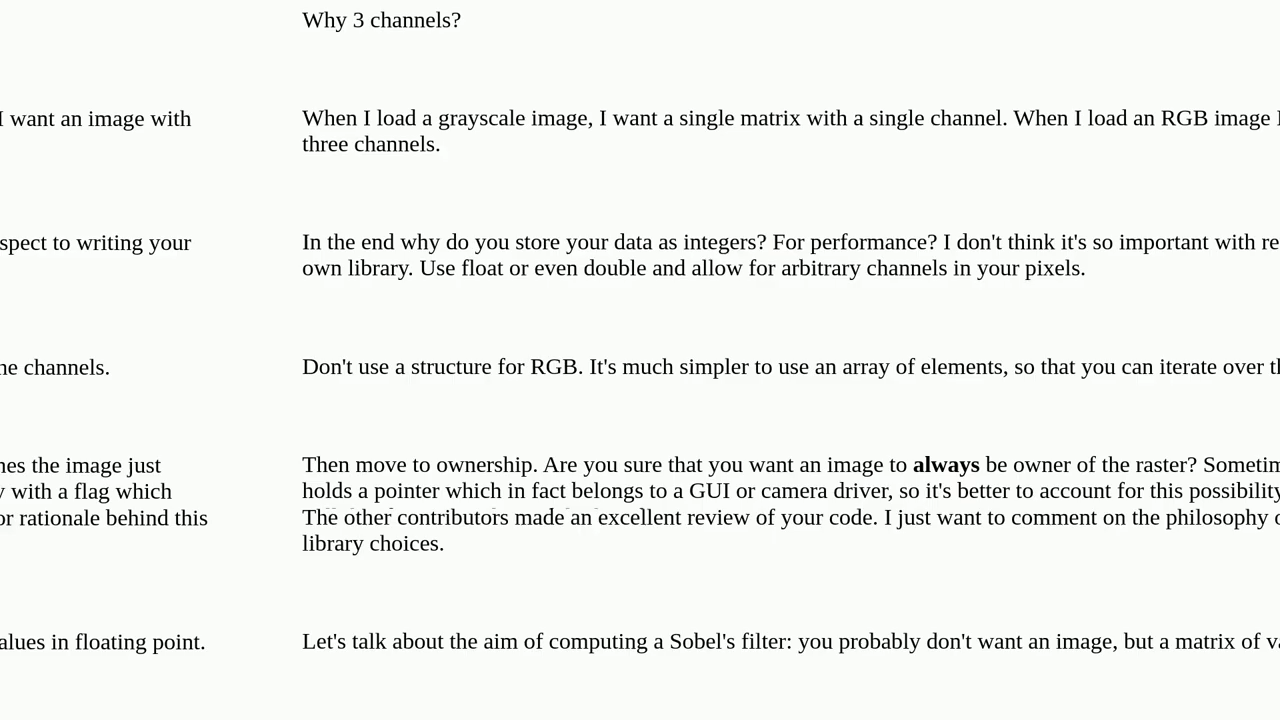 Why 3 channels?
I want an image with
When I load a grayscale image, I want a single matrix with a single channel. When I load an RGB image
three channels.
spect to writing your
In the end why do you store your data as integers? For performance? I don't think it's so important with re
own library. Use float or even double and allow for arbitrary channels in your pixels.
he channels.
Don't use a structure for RGB. It's much simpler to use an array of elements, so that you can iterate over t
nes the image just
Then move to ownership. Are you sure that you want an image to always be owner of the raster? Sometim
y with a flag which
holds a pointer which in fact belongs to a GUI or camera driver, so it's better to account for this possibility
or rationale behind this
The other contributors made an excellent review of your code. I just want to comment on the philosophy
library choices.
alues in floating point.
Let's talk about the aim of computing a Sobel's filter: you probably don't want an image, but a matrix of va